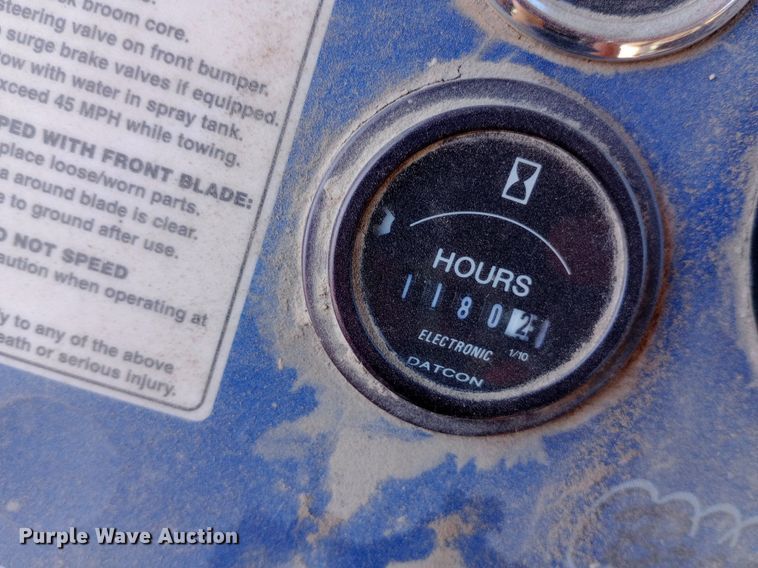 k broom core.
steering valve on front bumper.
surge brake valves if equipped.
ow with water in spray tank.
xceed 45 MPH while towing.
PED WITH FRONT BLADE:
place loose/worn parts.
a around blade is clear.
e to ground after use.
O NOT SPEED
aution when operating at
ly to any of the above
eath or serious injury.
HOURS
1180
ELECTRONIC 1/10
DATCON
Purple Wave Auction